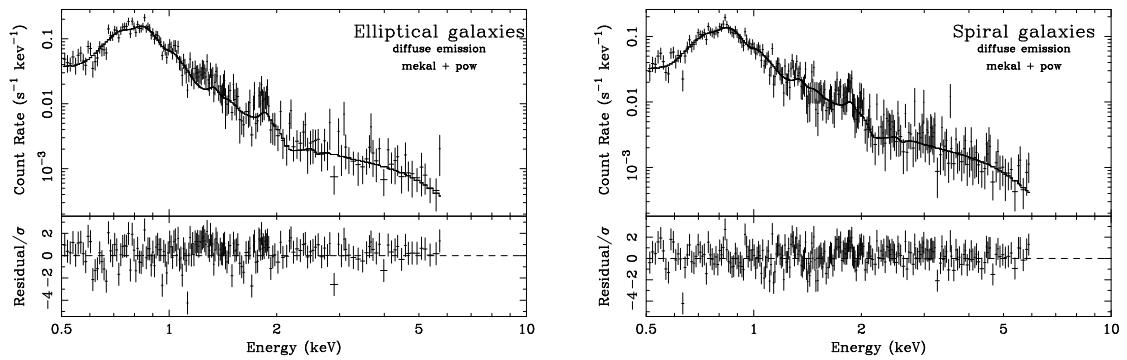 Elliptical galaxies
diffuse emission
mekal + pow
Count Rate (s⁻¹ keV⁻¹)
0.1
0.01
10⁻³
Residual/σ
2
0
−2
−4
0.5 1 2 5 10
Energy (keV)
Spiral galaxies
diffuse emission
mekal + pow
Count Rate (s⁻¹ keV⁻¹)
0.1
0.01
10⁻³
Residual/σ
2
0
−2
−4
0.5 1 2 5 10
Energy (keV)